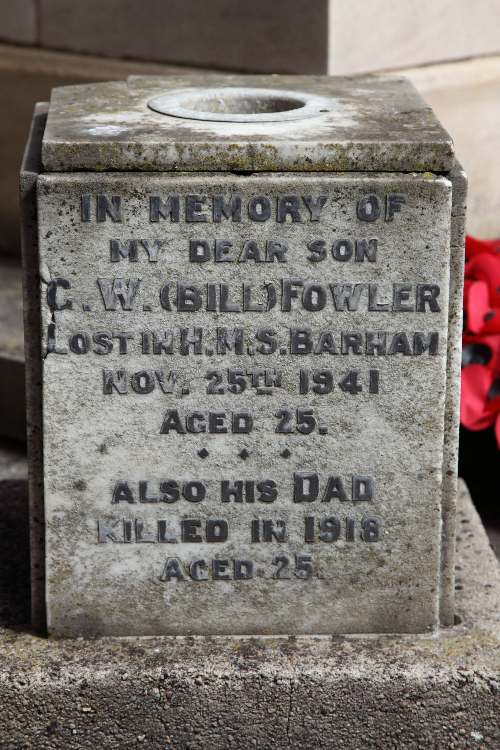 IN MEMORY OF
MY DEAR SON
G. W. (BILL) FOWLER
LOST IN H.M.S. BARHAM
NOV. 25TH 1941
AGED 25.
ALSO HIS DAD
KILLED IN 1918
AGED 25.